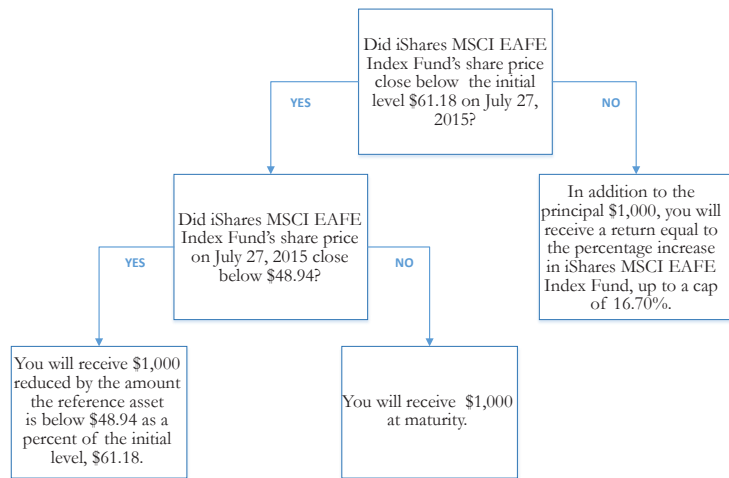 Did iShares MSCI EAFE
Index Fund's share price
close below the initial
level $61.18 on July 27,
2015?
YES
NO
Did iShares MSCI EAFE
Index Fund's share price
on July 27, 2015 close
below $48.94?
In addition to the
principal $1,000, you will
receive a return equal to
the percentage increase
in iShares MSCI EAFE
Index Fund, up to a cap
of 16.70%.
YES
NO
You will receive $1,000
reduced by the amount
the reference asset
is below $48.94 as a
percent of the initial
level, $61.18.
You will receive $1,000
at maturity.